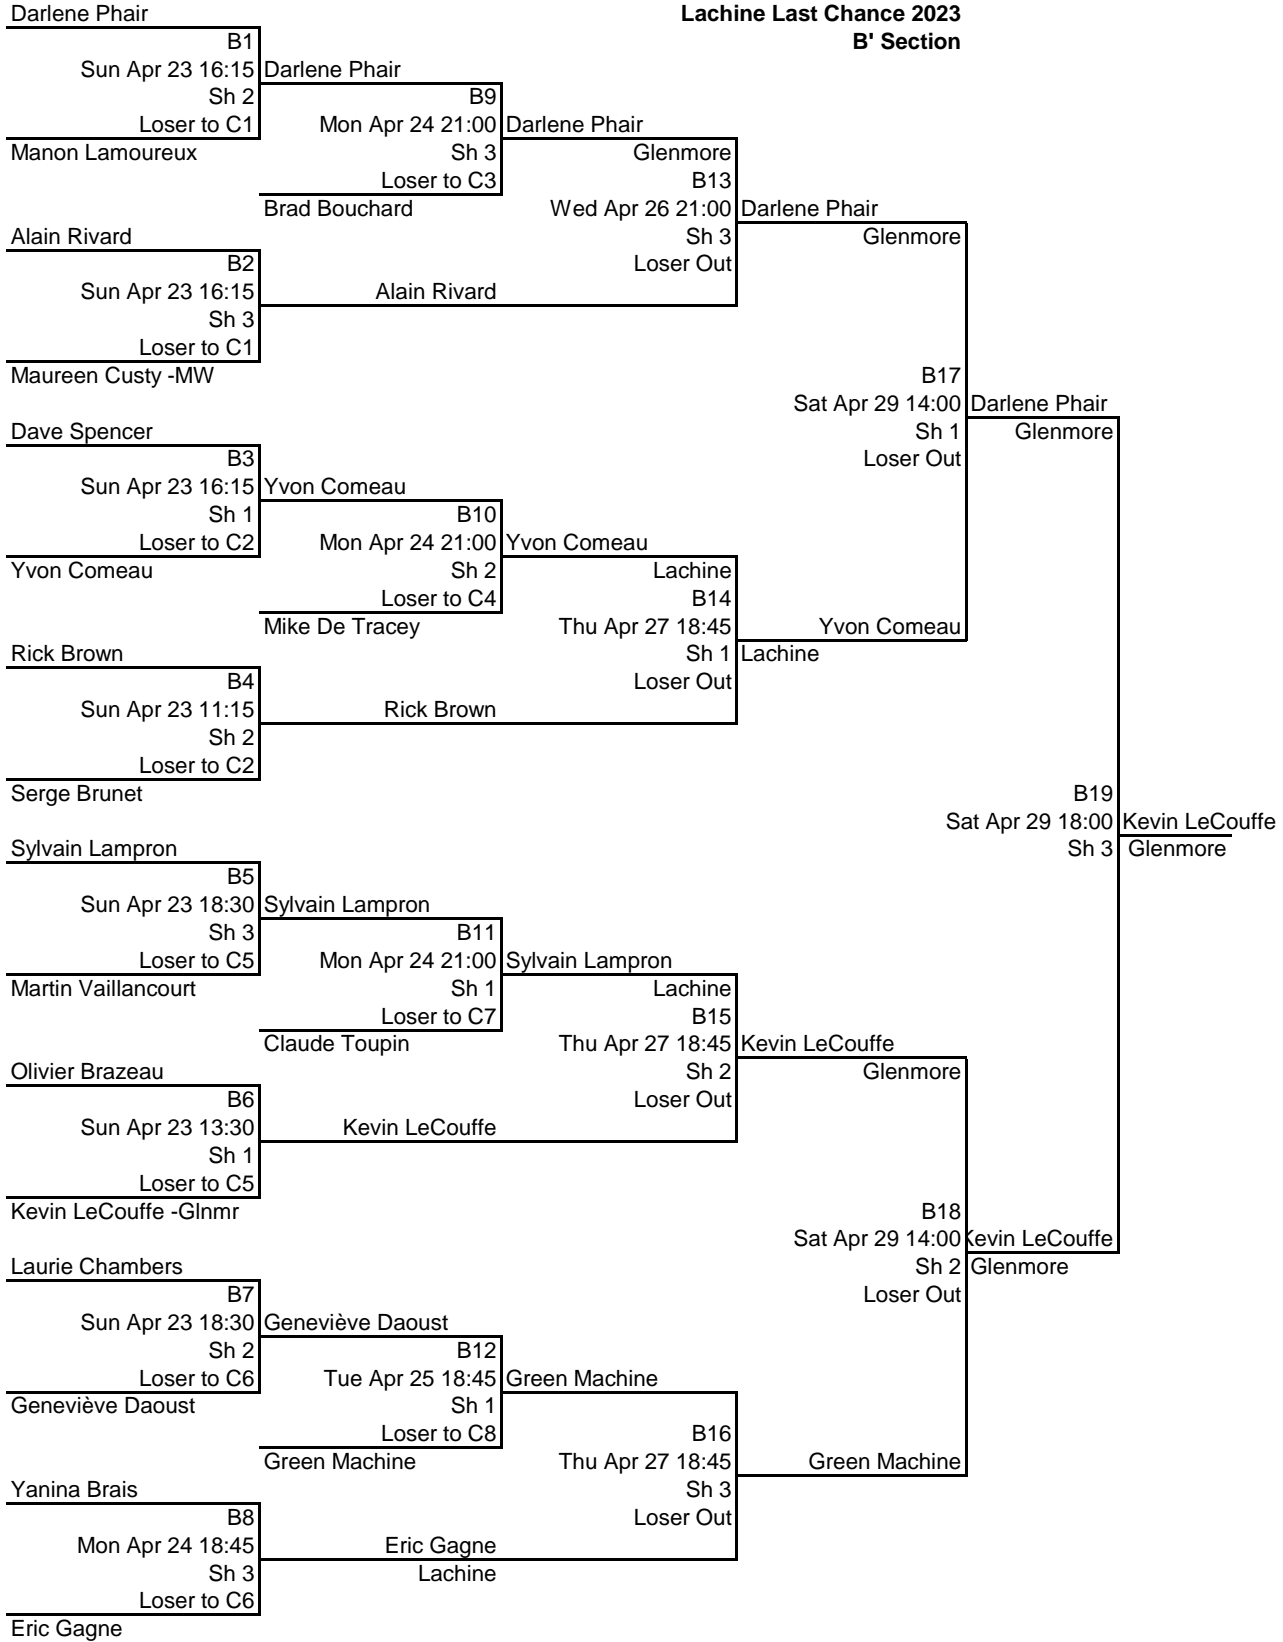 Darlene Phair
Lachine Last Chance 2023
B1
B' Section
Sun Apr 23 16:15 Darlene Phair
Sh 2
B9
Loser to C1
Mon Apr 24 21:00 Darlene Phair
Manon Lamoureux
Sh 3
Glenmore
Loser to C3
B13
Brad Bouchard
Wed Apr 26 21:00 Darlene Phair
Alain Rivard
Sh 3
Glenmore
B2
Loser Out
Sun Apr 23 16:15
Alain Rivard
Sh 3
Loser to C1
Maureen Custy -MW
B17
Sat Apr 29 14:00 Darlene Phair
Dave Spencer
Sh 1
Glenmore
B3
Loser Out
Sun Apr 23 16:15 Yvon Comeau
Sh 1
B10
Loser to C2
Mon Apr 24 21:00 Yvon Comeau
Yvon Comeau
Sh 2
Lachine
Loser to C4
B14
Mike De Tracey
Thu Apr 27 18:45
Yvon Comeau
Rick Brown
Sh 1 Lachine
B4
Loser Out
Sun Apr 23 11:15
Rick Brown
Sh 2
Loser to C2
Serge Brunet
B19
Sat Apr 29 18:00 Kevin LeCouffe
Sylvain Lampron
Sh 3
Glenmore
B5
Sun Apr 23 18:30 Sylvain Lampron
Sh 3
B11
Loser to C5
Mon Apr 24 21:00 Sylvain Lampron
Martin Vaillancourt
Sh 1
Lachine
Loser to C7
B15
Claude Toupin
Thu Apr 27 18:45 Kevin LeCouffe
Olivier Brazeau
Sh 2
Glenmore
B6
Loser Out
Sun Apr 23 13:30
Kevin LeCouffe
Sh 1
Loser to C5
Kevin LeCouffe -Glnmr
B18
Sat Apr 29 14:00 Kevin LeCouffe
Laurie Chambers
Sh 2 Glenmore
B7
Loser Out
Sun Apr 23 18:30 Geneviève Daoust
Sh 2
B12
Loser to C6
Tue Apr 25 18:45 Green Machine
Geneviève Daoust
Sh 1
Loser to C8
B16
Green Machine
Thu Apr 27 18:45
Green Machine
Yanina Brais
Sh 3
B8
Loser Out
Mon Apr 24 18:45
Eric Gagne
Sh 3
Lachine
Loser to C6
Eric Gagne